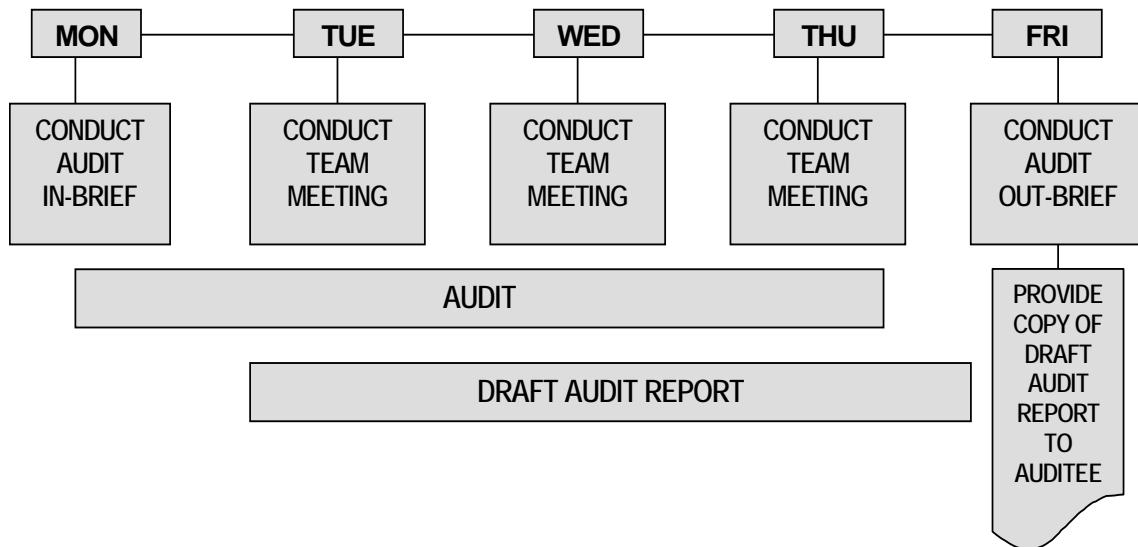 MON
TUE
WED
THU
FRI
CONDUCT
AUDIT
IN-BRIEF
CONDUCT
TEAM
MEETING
CONDUCT
TEAM
MEETING
CONDUCT
TEAM
MEETING
CONDUCT
AUDIT
OUT-BRIEF
AUDIT
DRAFT AUDIT REPORT
PROVIDE
COPY OF
DRAFT
AUDIT
REPORT
TO
AUDITEE